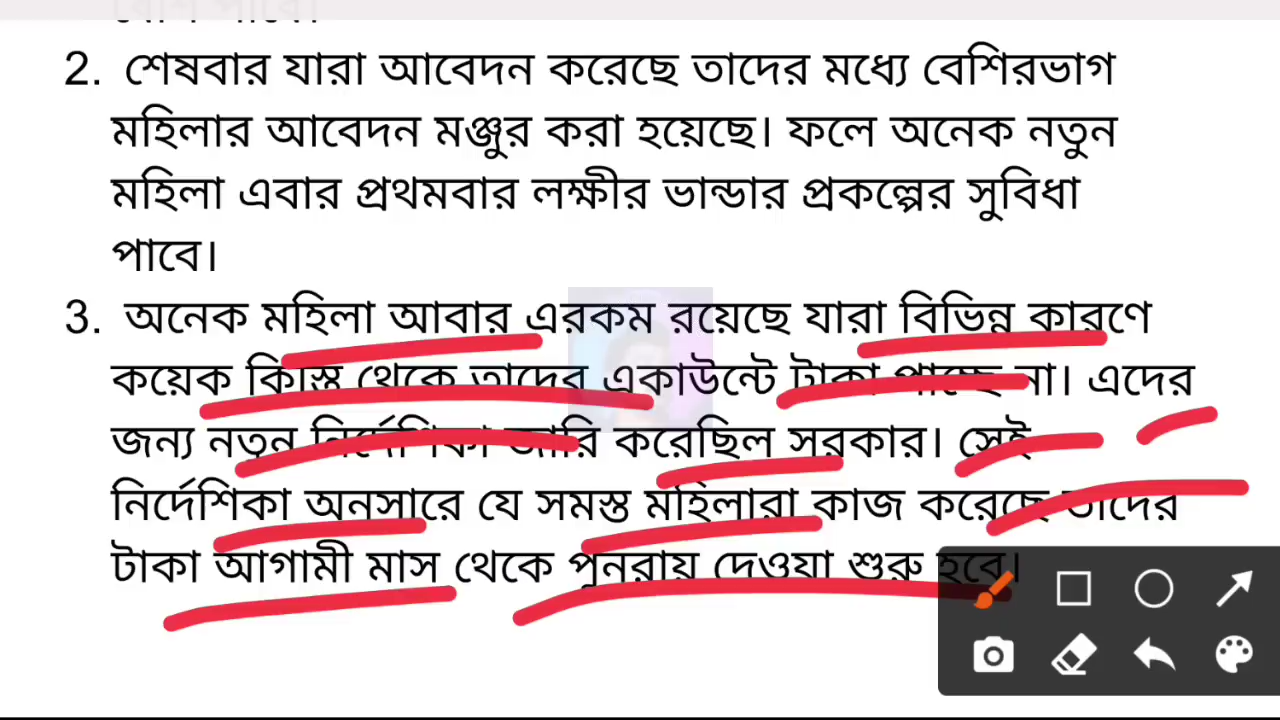 2. শেষবার যারা আবেদন করেছে তাদের মধ্যে বেশিরভাগ
মহিলার আবেদন মঞ্জুর করা হয়েছে। ফলে অনেক নতুন
মহিলা এবার প্রথমবার লক্ষীর ভান্ডার প্রকল্পের সুবিধা
পাবে।
3. অনেক মহিলা আবার এরকম রয়েছে যারা বিভিন্ন কারণে
কয়েক কিস্তি থেকে তাদের একাউন্টে টাকা পাচ্ছে না। এদের
জন্য নতুন নির্দেশিকা জারি করেছিল সরকার। সেই
নির্দেশিকা অনুসারে যে সমস্ত মহিলারা কাজ করেছে তাদের
টাকা আগামী মাস থেকে পুনরায় দেওয়া শুরু হবে।